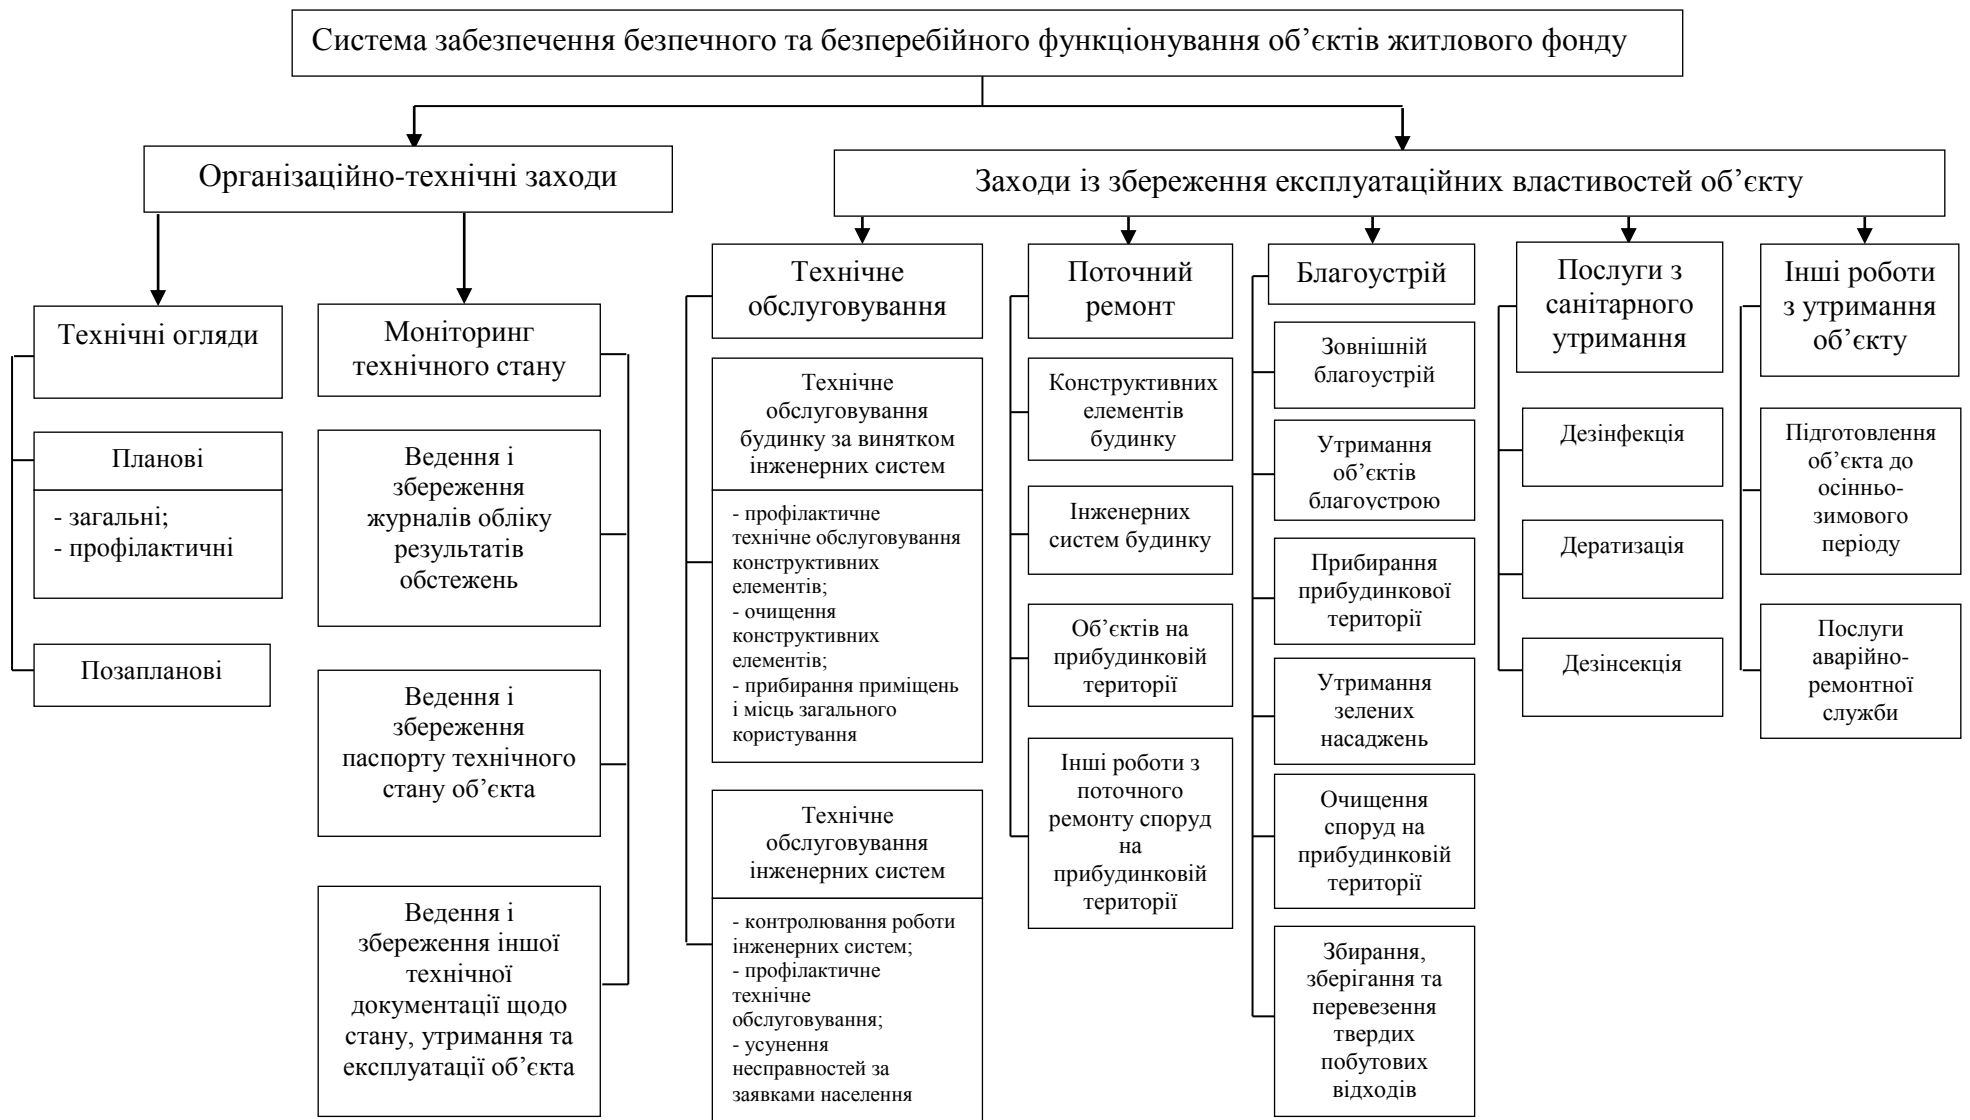 Система забезпечення безпечного та безперебійного функціонування об’єктів житлового фонду
Організаційно-технічні заходи
Заходи із збереження експлуатаційних властивостей об’єкту
Технічні огляди
Планові
- загальні;
- профілактичні
Позапланові
Моніторинг
технічного стану
Ведення і
збереження
журналів обліку
результатів
обстежень
Ведення і
збереження
паспорту технічного
стану об’єкта
Ведення і
збереження іншої
технічної
документації щодо
стану, утримання та
експлуатації об’єкта
Технічне
обслуговування
Технічне
обслуговування
будинку за винятком
інженерних систем
- профілактичне
технічне обслуговування
конструктивних
елементів;
- очищення
конструктивних
елементів;
- прибирання приміщень
і місць загального
користування
Технічне
обслуговування
інженерних систем
- контролювання роботи
інженерних систем;
- профілактичне
технічне
обслуговування;
- усунення
несправностей за
заявками населення
Поточний
ремонт
Конструктивних
елементів
будинку
Інженерних
систем будинку
Об’єктів на
прибудинковій
території
Інші роботи з
поточного
ремонту споруд
на
прибудинковій
території
Благоустрій
Зовнішній
благоустрій
Утримання
об’єктів
благоустрою
Прибирання
прибудинкової
території
Утримання
зелених
насаджень
Очищення
споруд на
прибудинковій
території
Збирання,
зберігання та
перевезення
твердих
побутових
відходів
Послуги з
санітарного
утримання
Дезінфекція
Дератизація
Дезінсекція
Інші роботи
з утримання
об’єкту
Підготовлення
об’єкта до
осінньо-
зимового
періоду
Послуги
аварійно-
ремонтної
служби